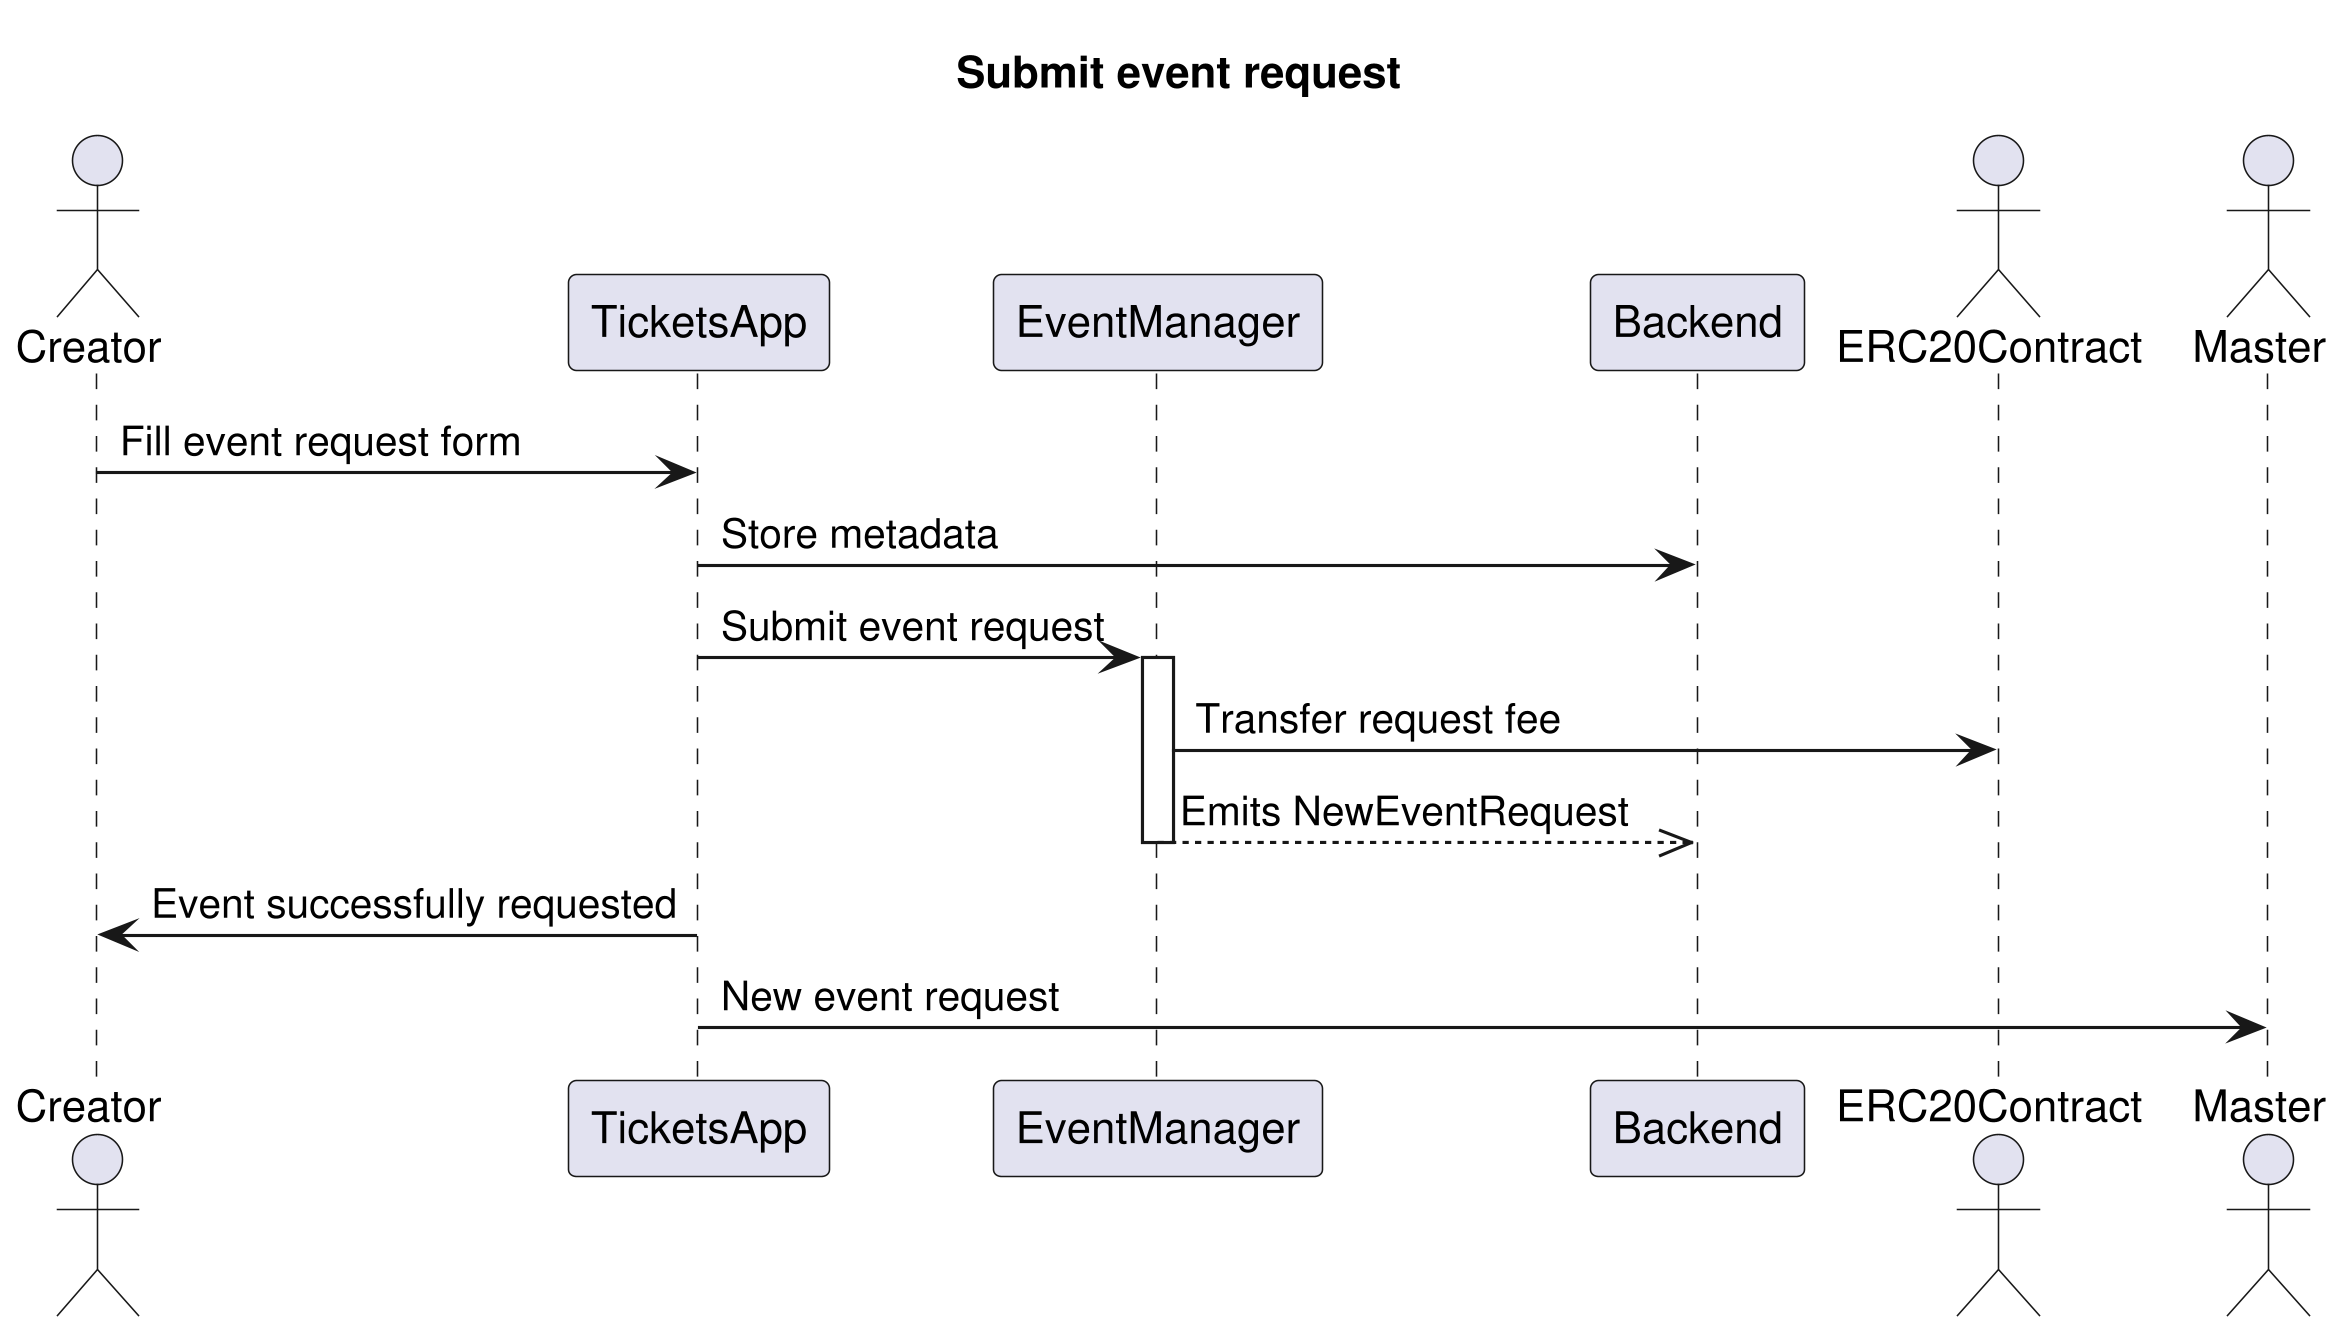 Submit event request
Creator
TicketsApp
EventManager
Backend
ERC20Contract
Master
Fill event request form
Store metadata
Submit event request
Transfer request fee
Emits NewEventRequest
Event successfully requested
New event request
Creator
TicketsApp
EventManager
Backend
ERC20Contract
Master